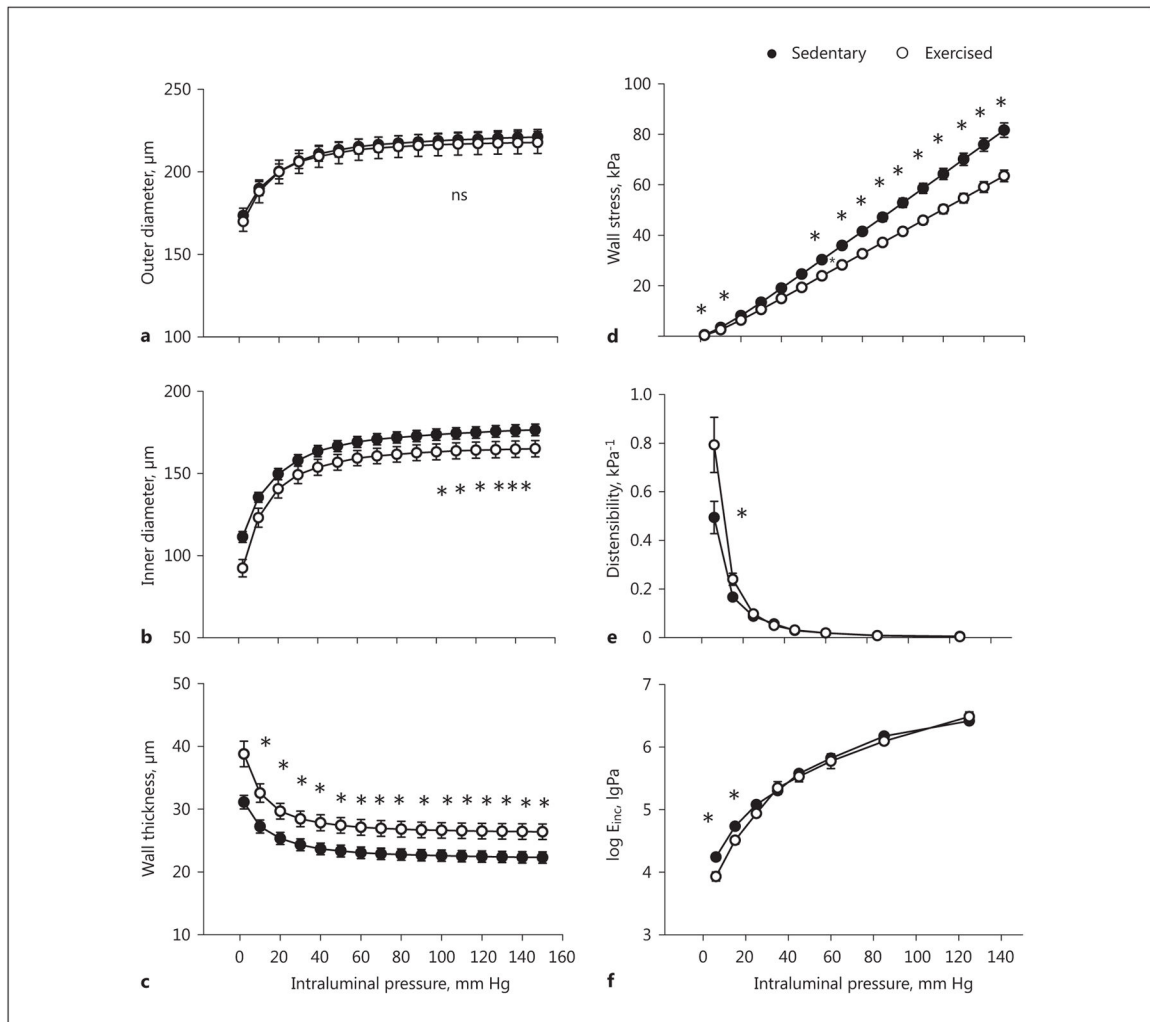 ● Sedentary ○ Exercised
250
200
150
100
Outer diameter, µm
ns
a
200
150
100
50
Inner diameter, µm
* * * * * *
b
50
40
30
20
10
Wall thickness, µm
* * * * * * * * * * * * * *
0 20 40 60 80 100 120 140 160
c
Intraluminal pressure, mm Hg
100
80
60
40
20
Wall stress, kPa
* * * * * * * * * * * * * *
d
1.0
0.8
0.6
0.4
0.2
0
Distensibility, kPa⁻¹
*
e
7
6
5
4
3
log Einc, lgPa
* *
0 20 40 60 80 100 120 140
f
Intraluminal pressure, mm Hg